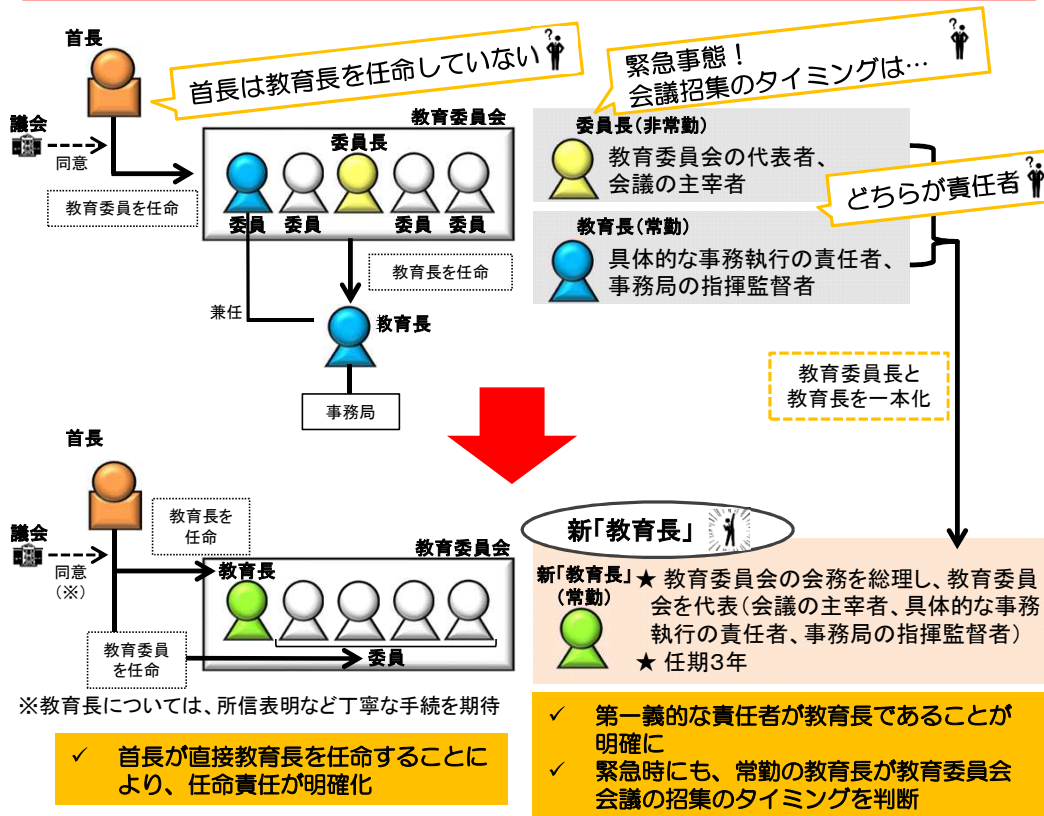 首長
首長は教育長を任命していない
緊急事態！
会議招集のタイミングは…
議会
同意
教育委員を任命
教育委員会
委員長
委員
委員
委員
委員
教育長を任命
兼任
教育長
事務局
委員長（非常勤）
教育委員会の代表者、
会議の主宰者
どちらが責任者
教育長（常勤）
具体的な事務執行の責任者、
事務局の指揮監督者
教育委員長と
教育長を一本化
首長
議会
同意
（※）
教育長を
任命
教育委員
を任命
教育委員会
教育長
委員
※教育長については、所信表明など丁寧な手続を期待
✓ 首長が直接教育長を任命することに
より、任命責任が明確化
新「教育長」
新「教育長」
（常勤）
★ 教育委員会の会務を総理し、教育委員
会を代表（会議の主宰者、具体的な事務
執行の責任者、事務局の指揮監督者）
★ 任期3年
✓ 第一義的な責任者が教育長であることが
明確に
✓ 緊急時にも、常勤の教育長が教育委員会
会議の招集のタイミングを判断